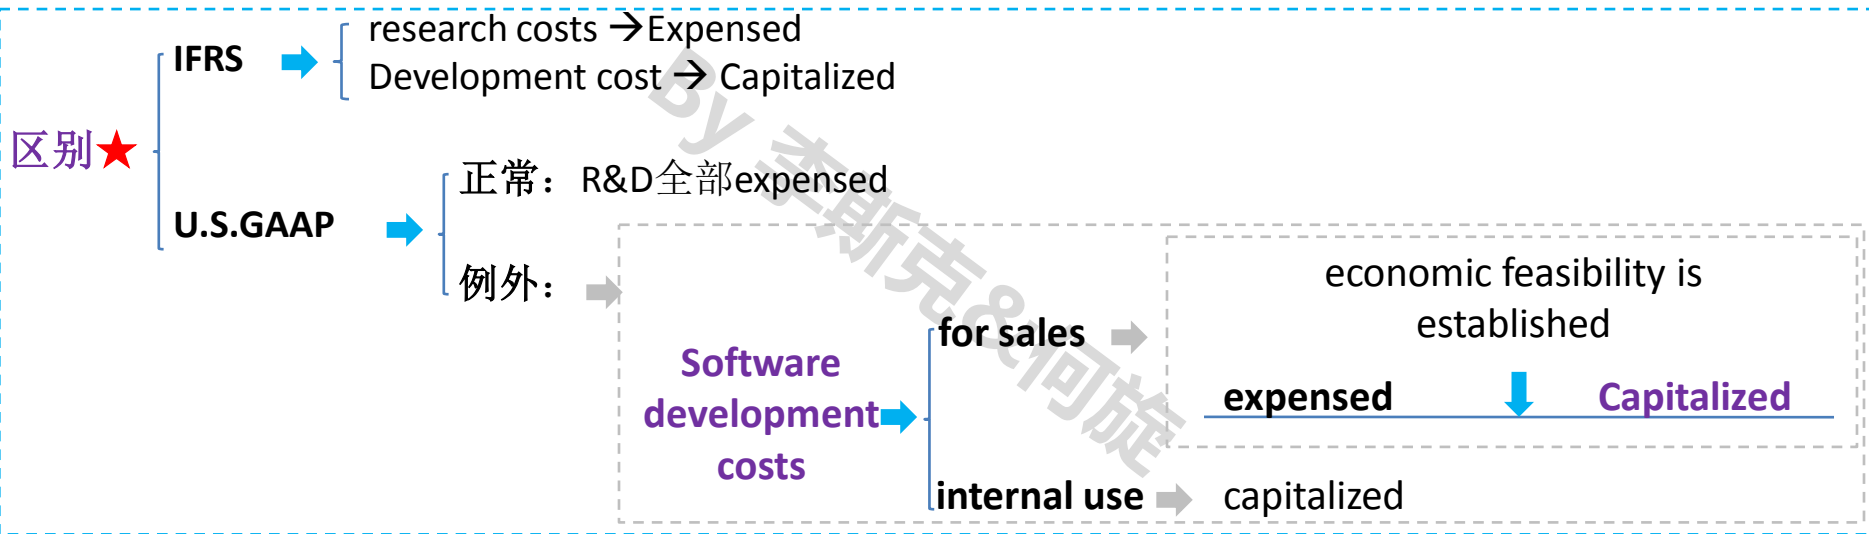 research costs →Expensed
IFRS
Development cost → Capitalized
区别★
正常：R&D全部expensed
U.S.GAAP
例外：
economic feasibility is
established
for sales
Software
development
costs
expensed Capitalized
internal use capitalized
By 李斯克&何旋